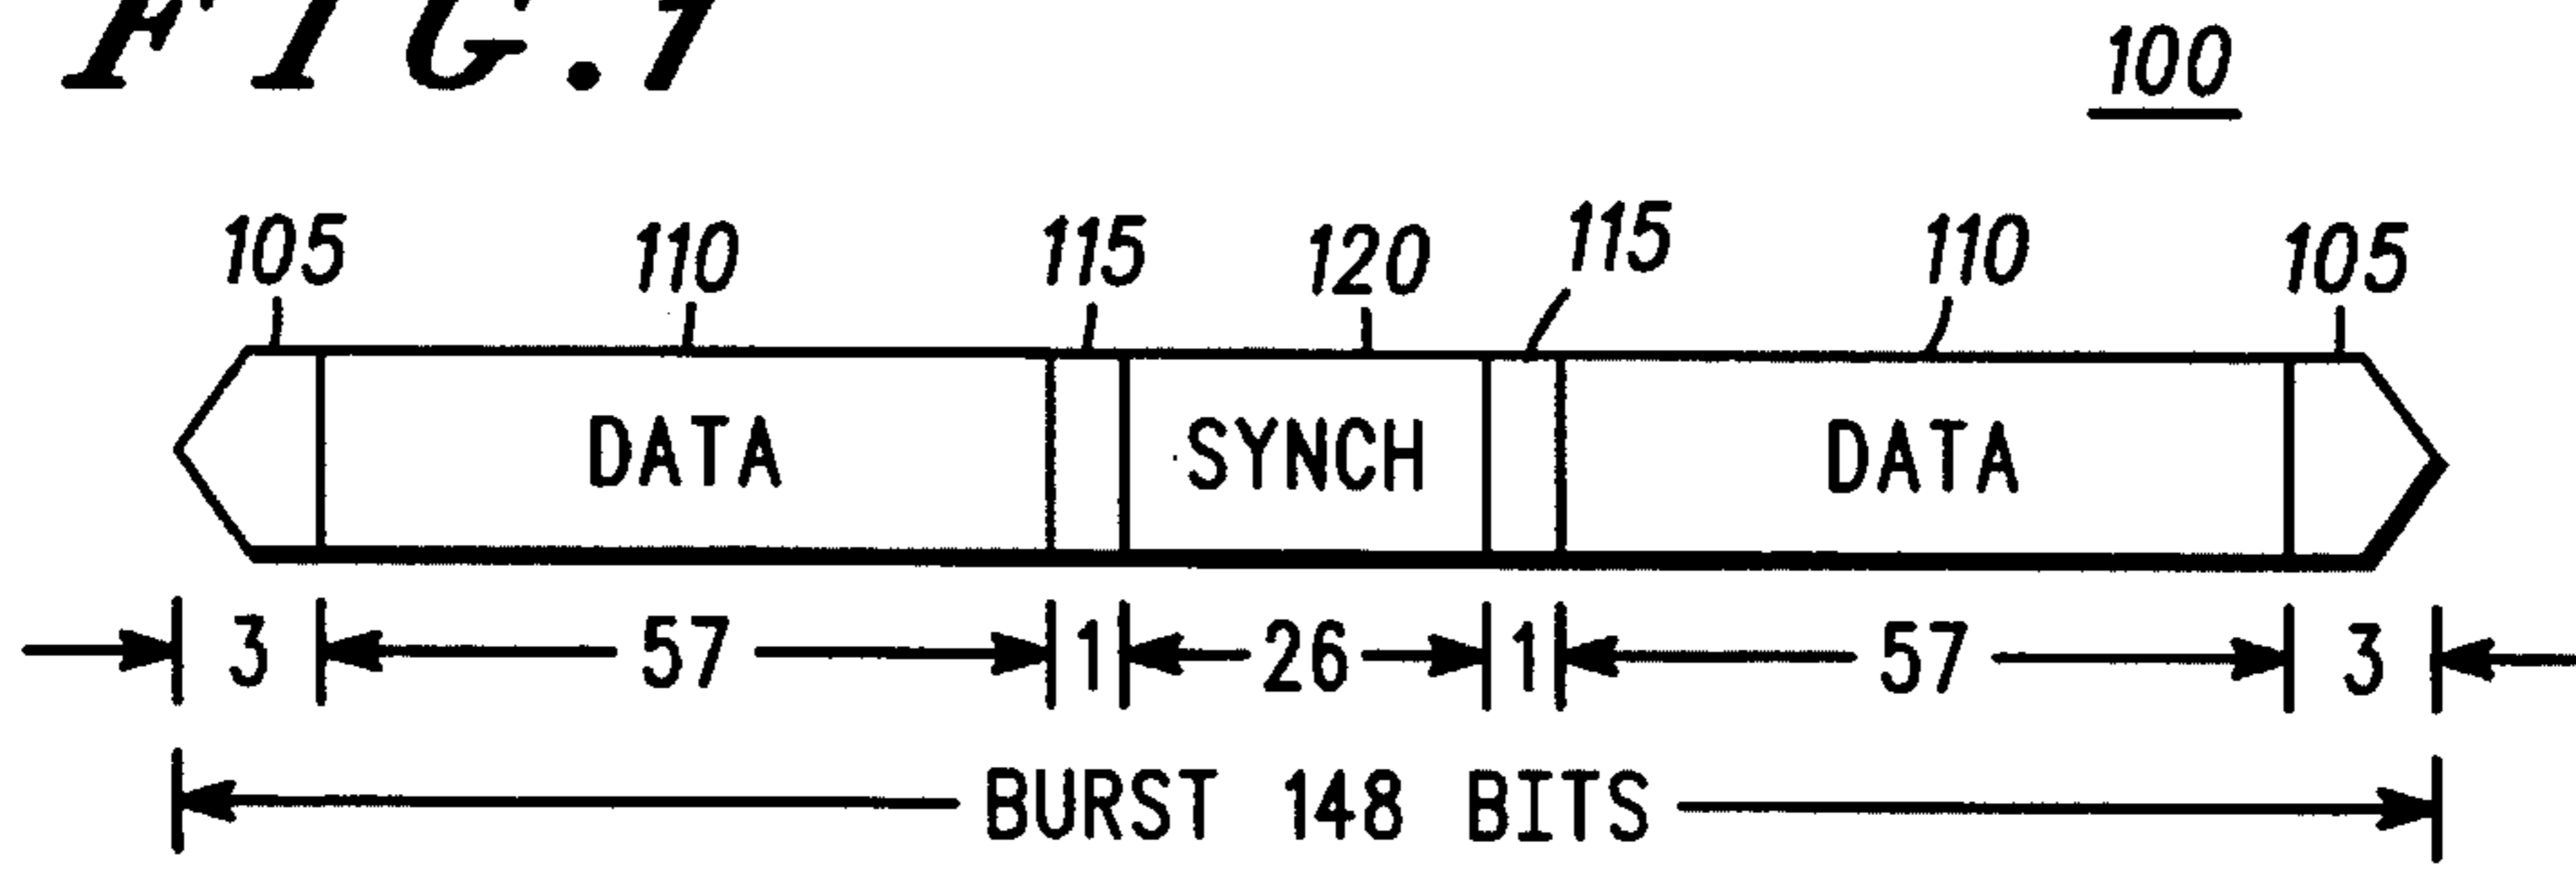 FIG.1
100
105 110 115 120 115 110 105
DATA SYNCH DATA
3 57 1 26 1 57 3
BURST 148 BITS